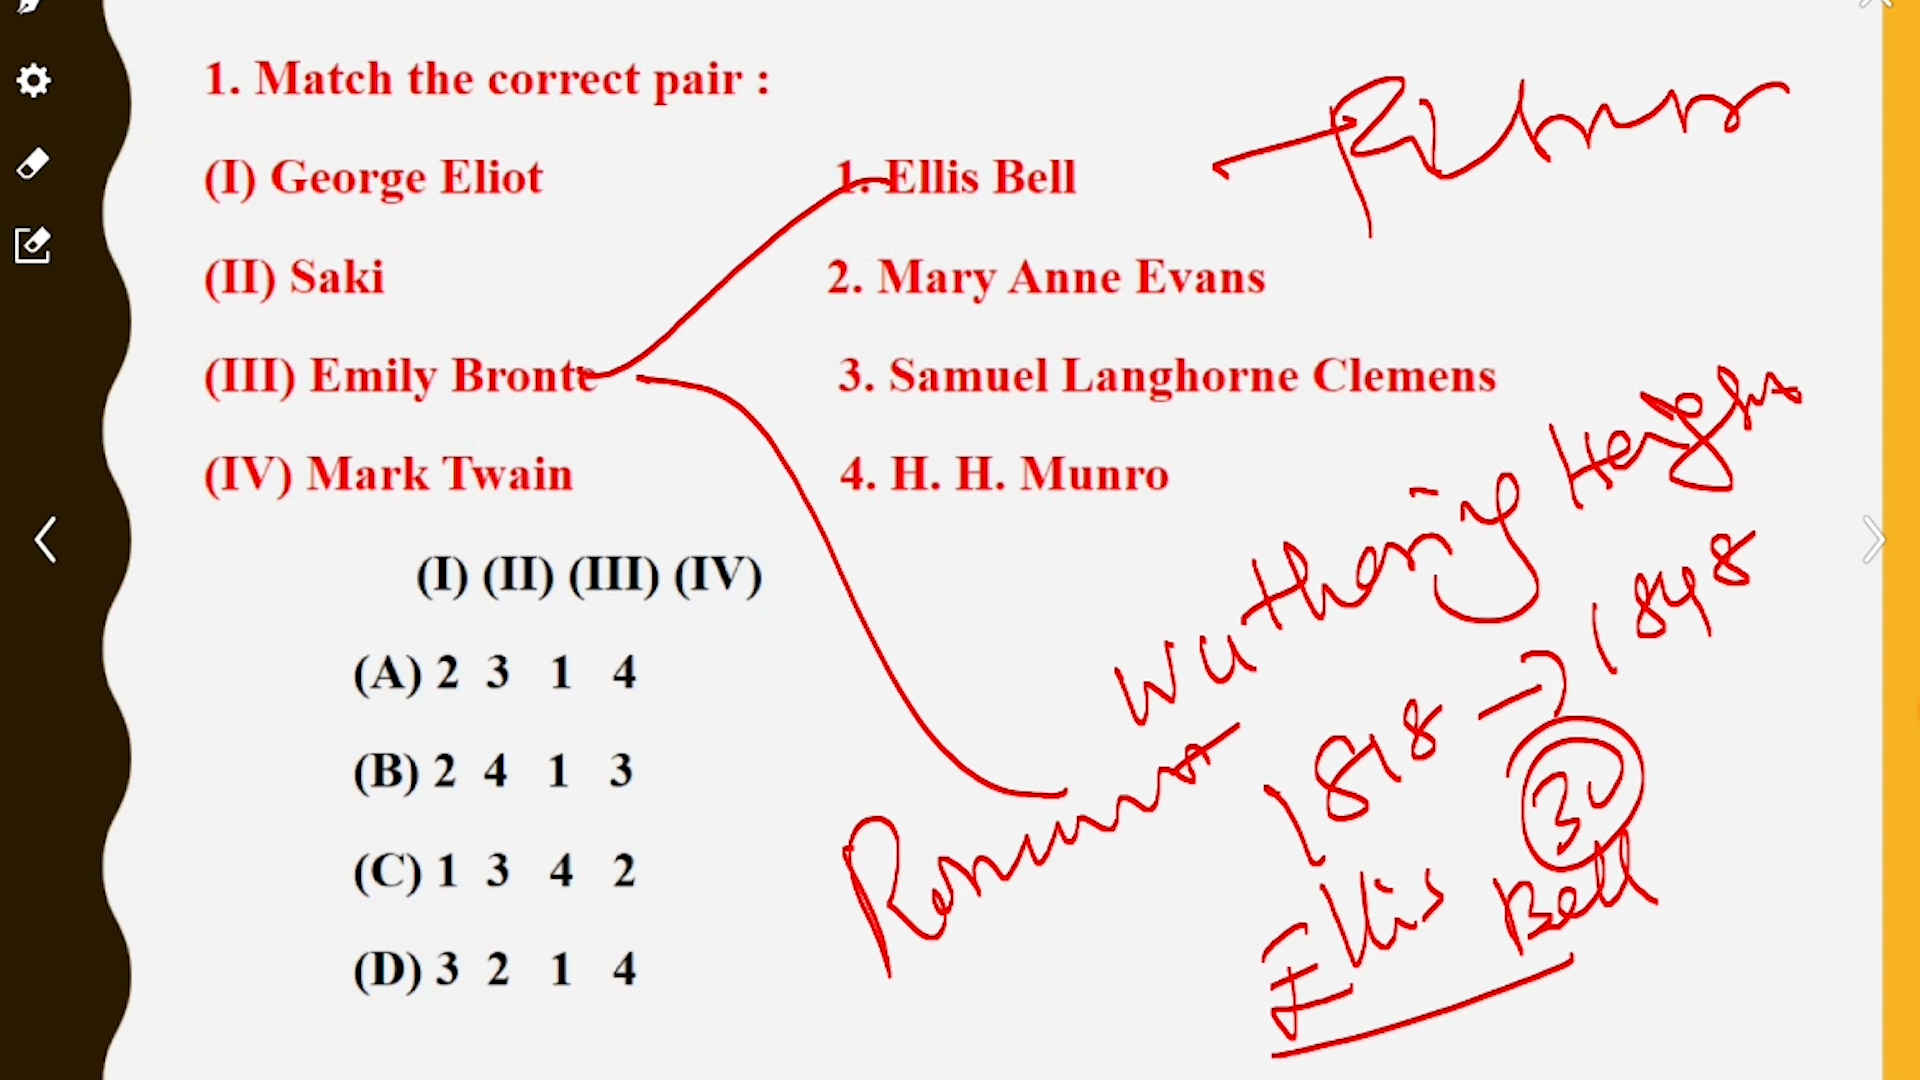 1. Match the correct pair :
(I) George Eliot 1. Ellis Bell
(II) Saki 2. Mary Anne Evans
(III) Emily Bronte 3. Samuel Langhorne Clemens
(IV) Mark Twain 4. H. H. Munro
Wuthering Heights
1818 → 1848
30
Ellis Bell
(I) (II) (III) (IV)
(A) 2 3 1 4
(B) 2 4 1 3
(C) 1 3 4 2
(D) 3 2 1 4